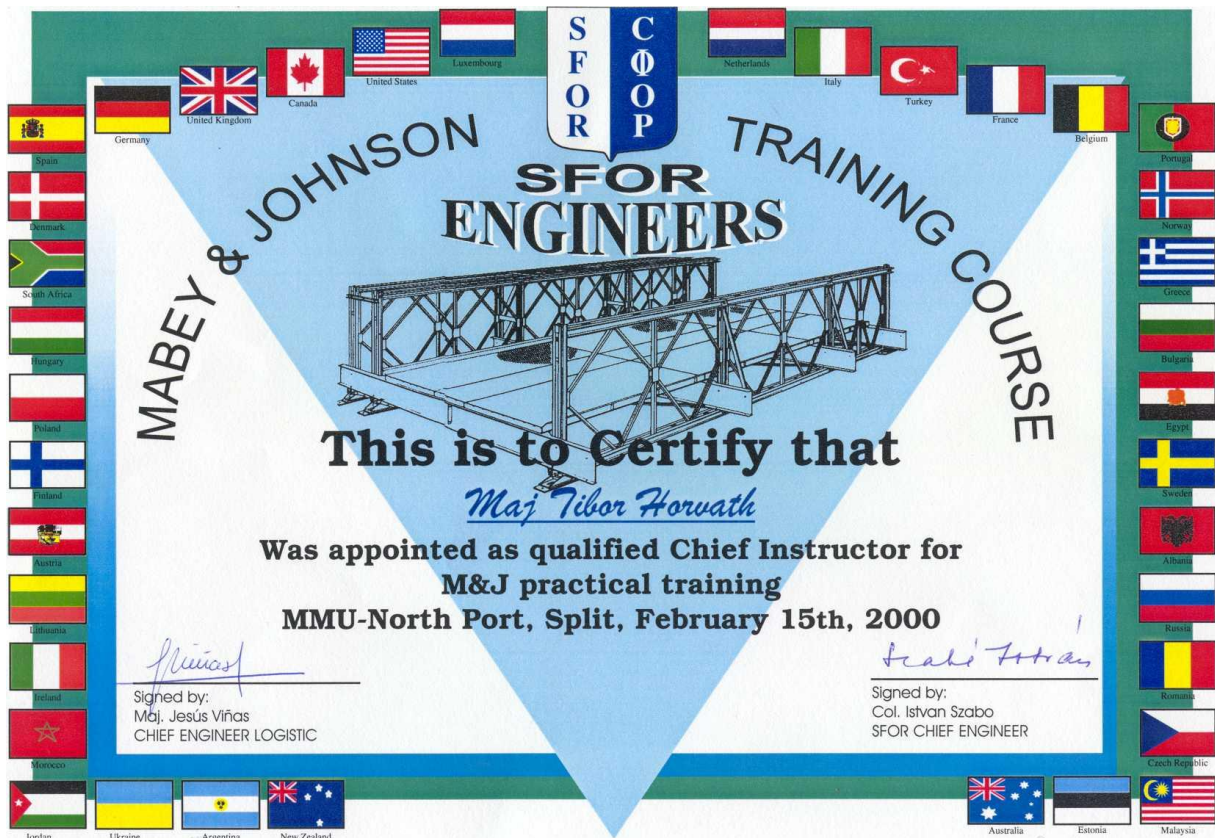 SFOR
СФОР
MABEY & JOHNSON TRAINING COURSE
SFOR
ENGINEERS
This is to Certify that
Maj Tibor Horvath
Was appointed as qualified Chief Instructor for
M&J practical training
MMU-North Port, Split, February 15th, 2000
Szabó István
Signed by:
Maj. Jesús Viñas
CHIEF ENGINEER LOGISTIC
Signed by:
Col. Istvan Szabo
SFOR CHIEF ENGINEER
Spain
Denmark
South Africa
Hungary
Poland
Finland
Austria
Lithuania
Ireland
Morocco
Jordan
Ukraine
Argentina
New Zealand
Germany
United Kingdom
Canada
United States
Luxembourg
Netherlands
Italy
Turkey
France
Belgium
Portugal
Norway
Greece
Bulgaria
Egypt
Sweden
Albania
Russia
Romania
Czech Republic
Australia
Estonia
Malaysia